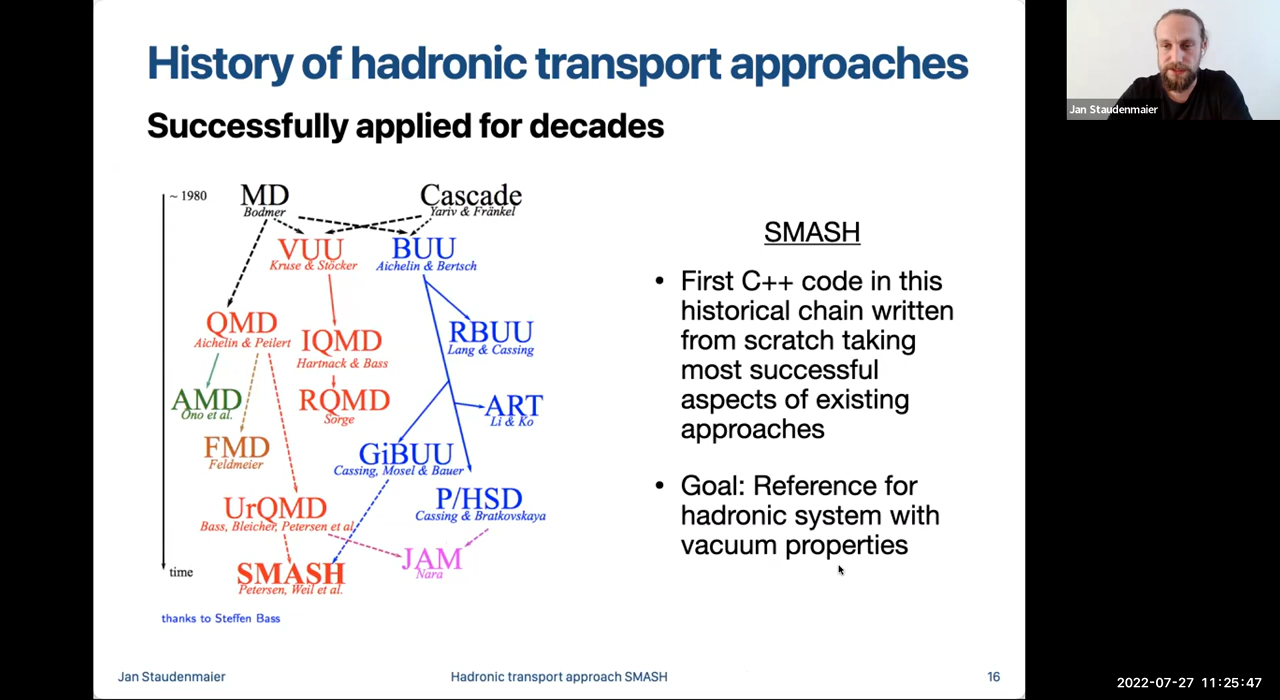 History of hadronic transport approaches
Successfully applied for decades
~ 1980
MD
Bodmer
Cascade
Yariv & Fränkel
VUU
Kruse & Stöcker
BUU
Aichelin & Bertsch
QMD
Aichelin & Peilert
IQMD
Hartnack & Bass
RBUU
Lang & Cassing
AMD
Ono et al.
RQMD
Sorge
ART
Li & Ko
FMD
Feldmeier
GiBUU
Cassing, Mosel & Bauer
UrQMD
Bass, Bleicher, Petersen et al.
P/HSD
Cassing & Bratkovskaya
JAM
Nara
SMASH
Petersen, Weil et al.
time
thanks to Steffen Bass
SMASH
• First C++ code in this
historical chain written
from scratch taking
most successful
aspects of existing
approaches
• Goal: Reference for
hadronic system with
vacuum properties
Jan Staudenmaier
Hadronic transport approach SMASH
16
Jan Staudenmaier
2022-07-27 11:25:47